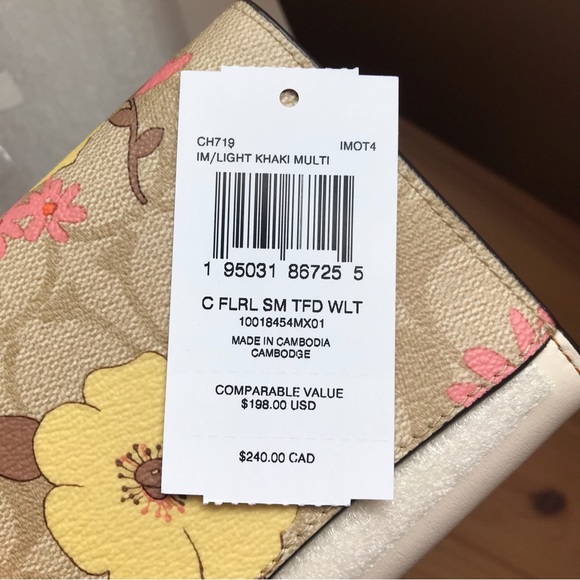 CH719 IMOT4
IM/LIGHT KHAKI MULTI
1 95031 86725 5
C FLRL SM TFD WLT
10018454MX01
MADE IN CAMBODIA
CAMBODGE
COMPARABLE VALUE
$198.00 USD
$240.00 CAD